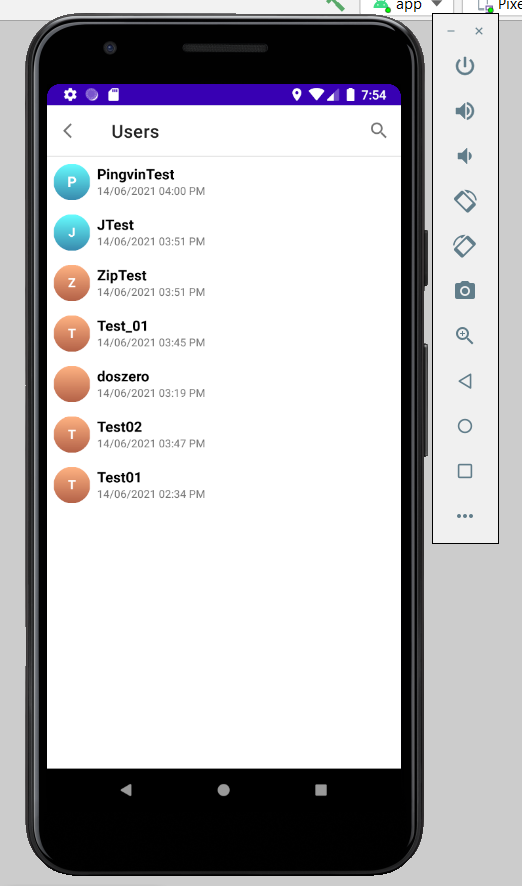 app
Pixe
7:54
Users
P
PingvinTest
14/06/2021 04:00 PM
J
JTest
14/06/2021 03:51 PM
Z
ZipTest
14/06/2021 03:51 PM
T
Test_01
14/06/2021 03:45 PM
doszero
14/06/2021 03:19 PM
T
Test02
14/06/2021 03:47 PM
T
Test01
14/06/2021 02:34 PM